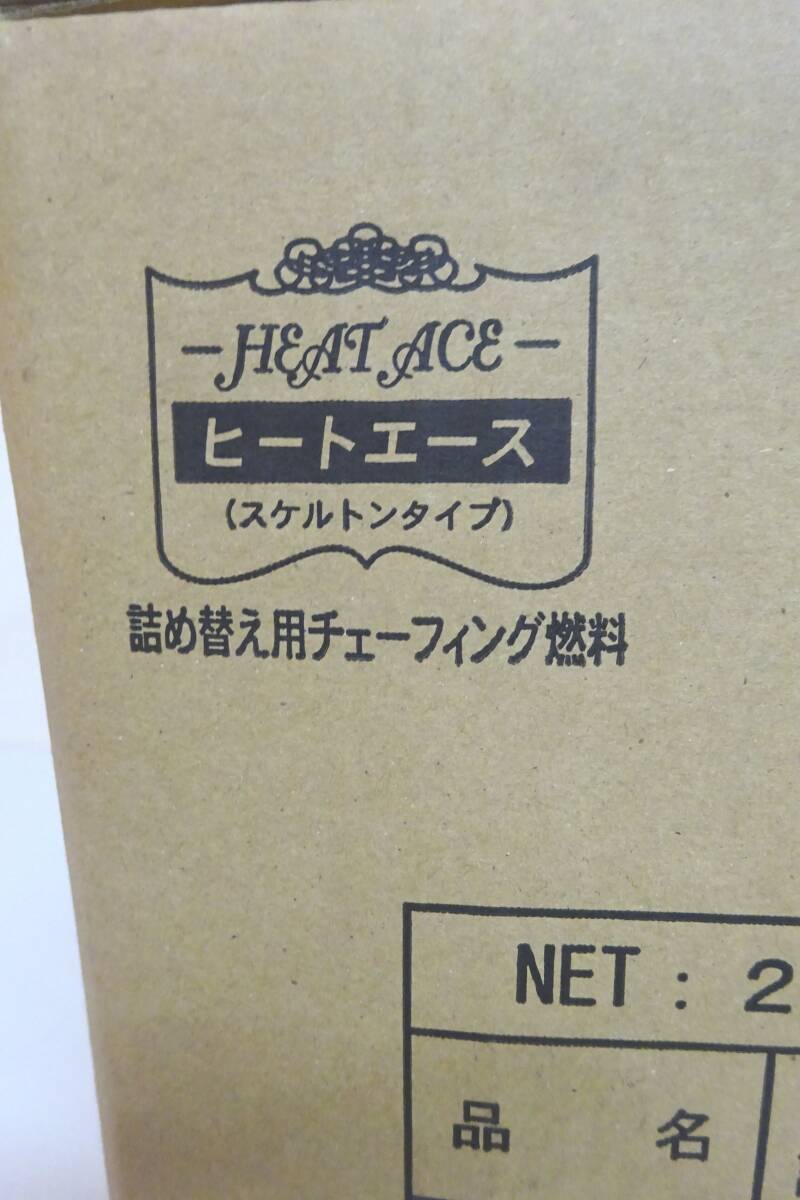 -HEAT ACE-
ヒートエース
(スケルトンタイプ)
詰め替え用チェーフィング燃料
NET : 2
品 名